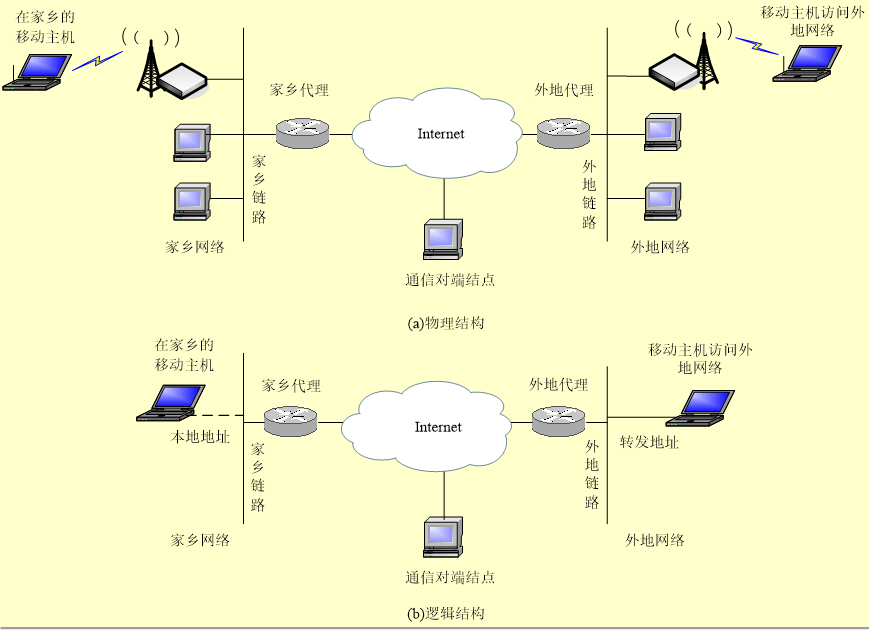 在家乡的
移动主机
移动主机访问外
地网络
家乡代理
外地代理
Internet
家乡链路
外地链路
家乡网络
外地网络
通信对端结点
(a)物理结构
在家乡的
移动主机
移动主机访问外
地网络
家乡代理
外地代理
Internet
本地地址
转发地址
家乡链路
外地链路
家乡网络
外地网络
通信对端结点
(b)逻辑结构